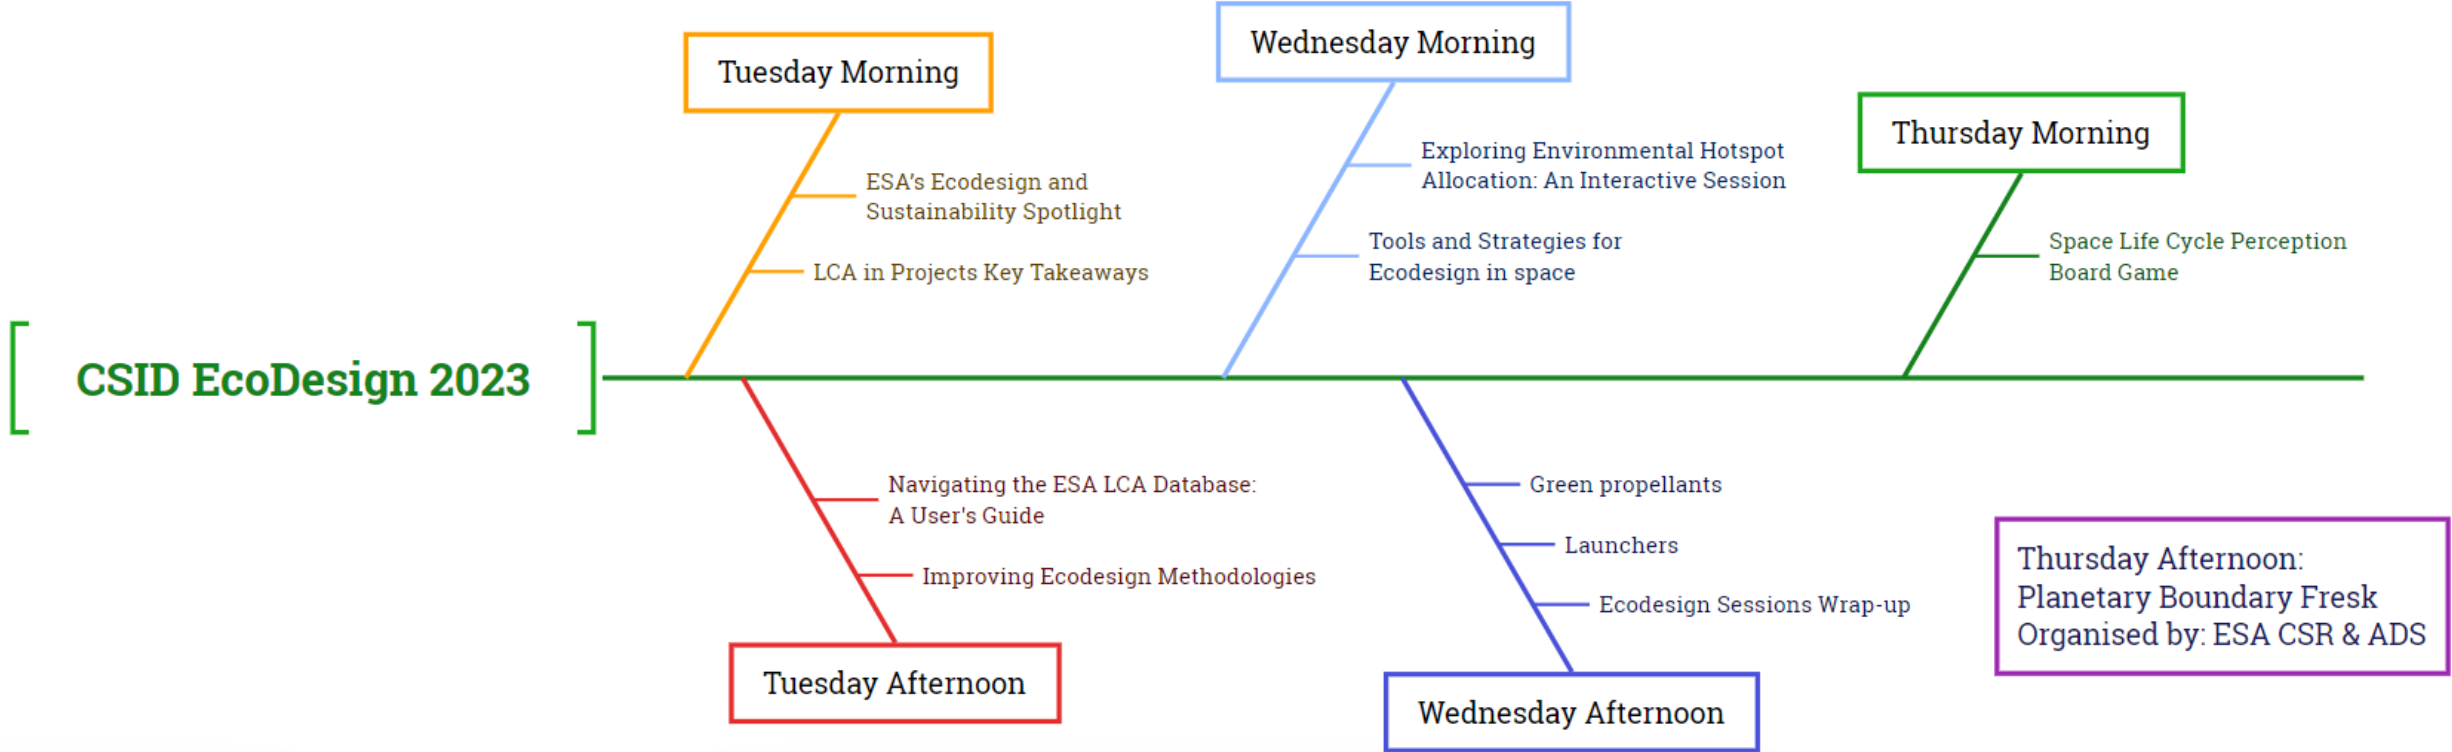 CSID EcoDesign 2023
Tuesday Morning
ESA’s Ecodesign and
Sustainability Spotlight
LCA in Projects Key Takeaways
Navigating the ESA LCA Database:
A User's Guide
Improving Ecodesign Methodologies
Tuesday Afternoon
Wednesday Morning
Exploring Environmental Hotspot
Allocation: An Interactive Session
Tools and Strategies for
Ecodesign in space
Green propellants
Launchers
Ecodesign Sessions Wrap-up
Wednesday Afternoon
Thursday Morning
Space Life Cycle Perception
Board Game
Thursday Afternoon:
Planetary Boundary Fresk
Organised by: ESA CSR & ADS